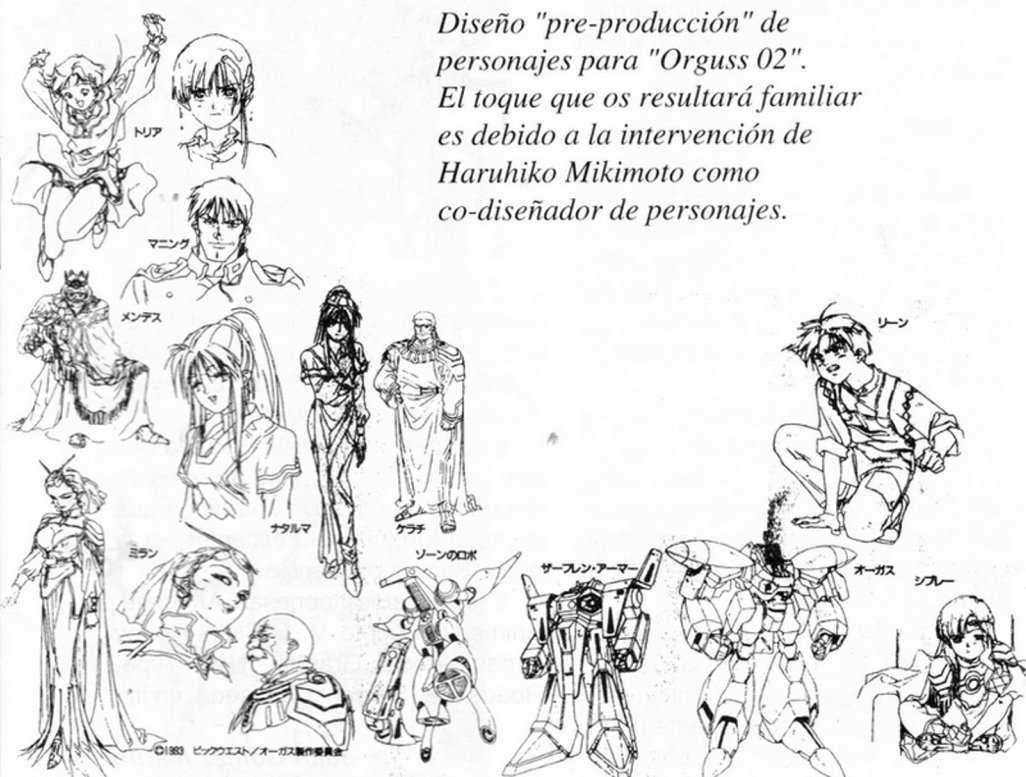 Diseño "pre-producción" de
personajes para "Orguss 02".
El toque que os resultará familiar
es debido a la intervención de
Haruhiko Mikimoto como
co-diseñador de personajes.
トリア
マニング
メンデス
リーン
ナタルマ
ケラチ
ミラン
ゾーンのロボ
ザーフレン・アーマー
オーガス
シブレー
©1993 ビックウエスト/オーガス製作委員会